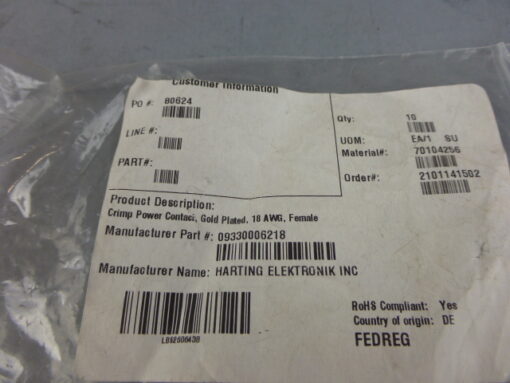 Customer Information
PO #: 80624
LINE #:
PART#:
Qty: 10
UOM: EA/1 SU
Material#: 70104256
Order#: 2101141502
Product Description:
Crimp Power Contact, Gold Plated, 18 AWG, Female
Manufacturer Part #: 09330006218
Manufacturer Name: HARTING ELEKTRONIK INC
RoHS Compliant: Yes
Country of origin: DE
FEDREG